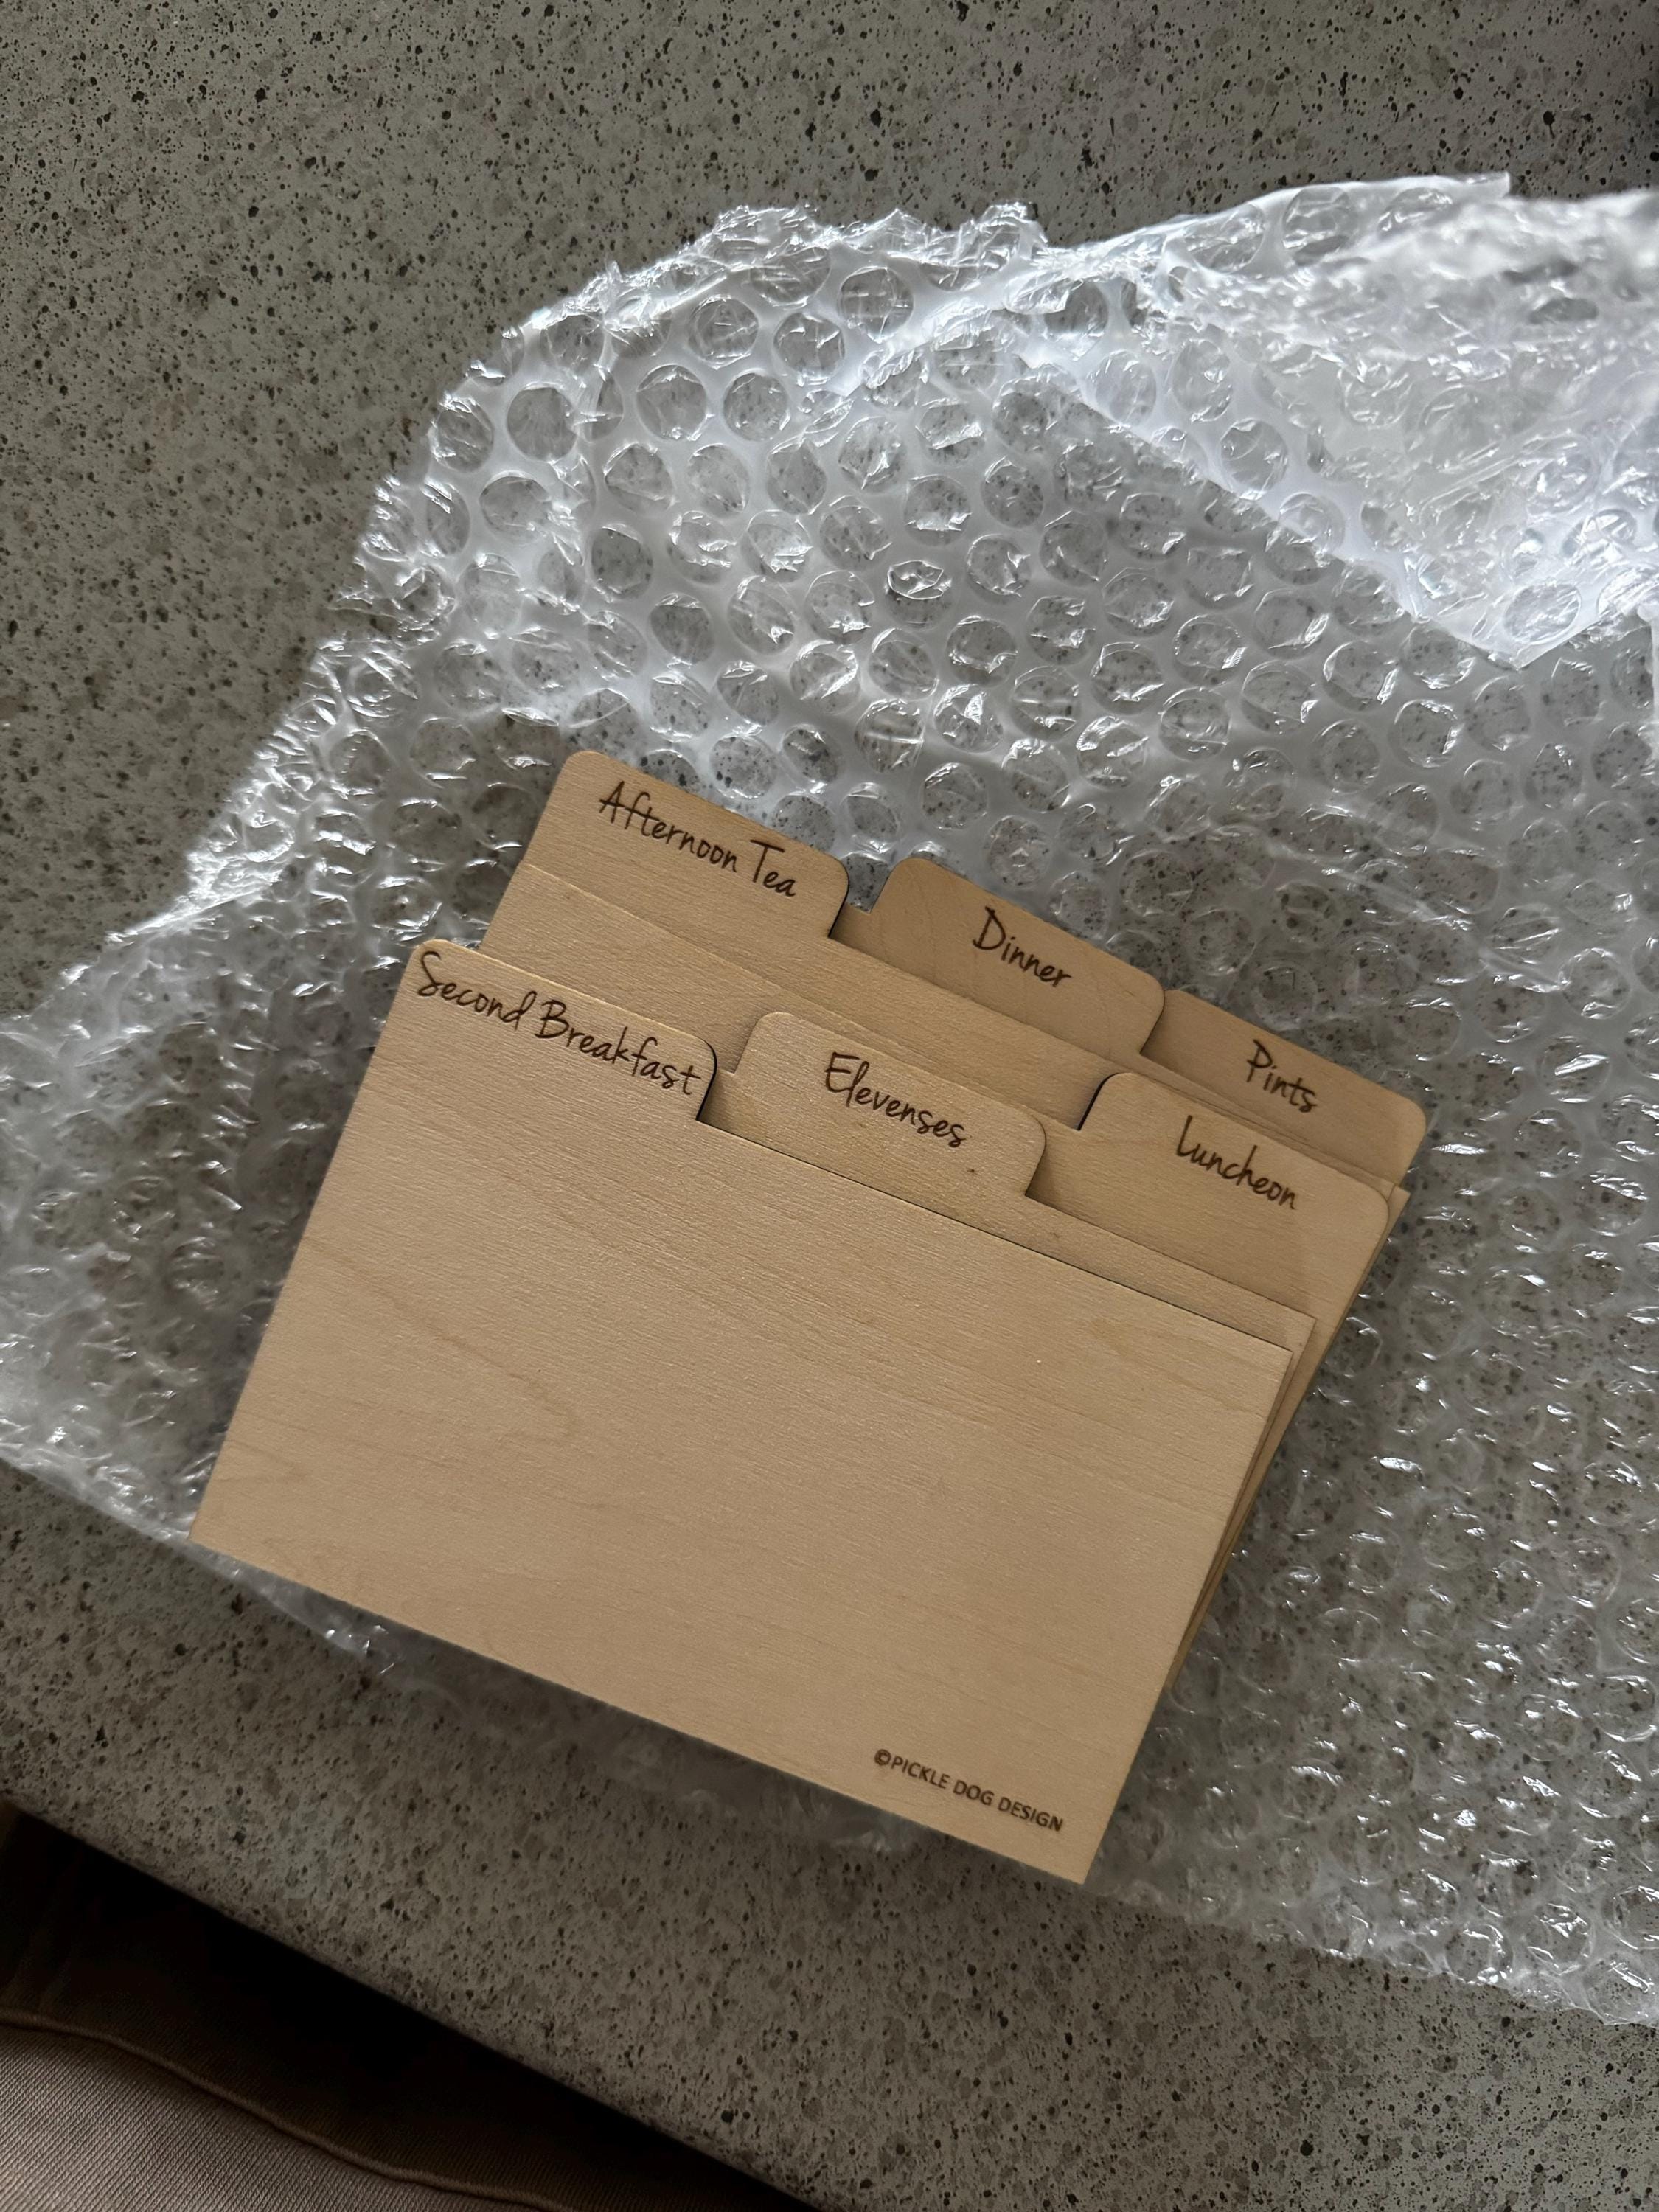 Afternoon Tea
Dinner
Pints
Second Breakfast
Elevenses
Luncheon
©PICKLE DOG DESIGN